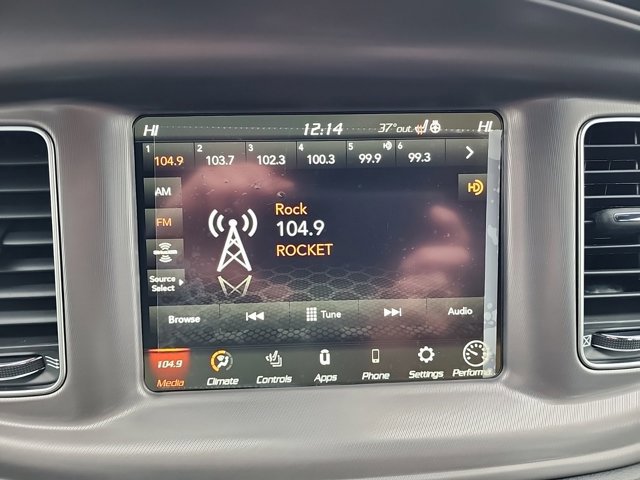 HI 12:14 37°out HI
1 2 3 4 5 6
104.9 103.7 102.3 100.3 99.9 99.3
AM
FM
Source Select
Rock
104.9
ROCKET
Browse Tune Audio
104.9
Media Climate Controls Apps Phone Settings Performa